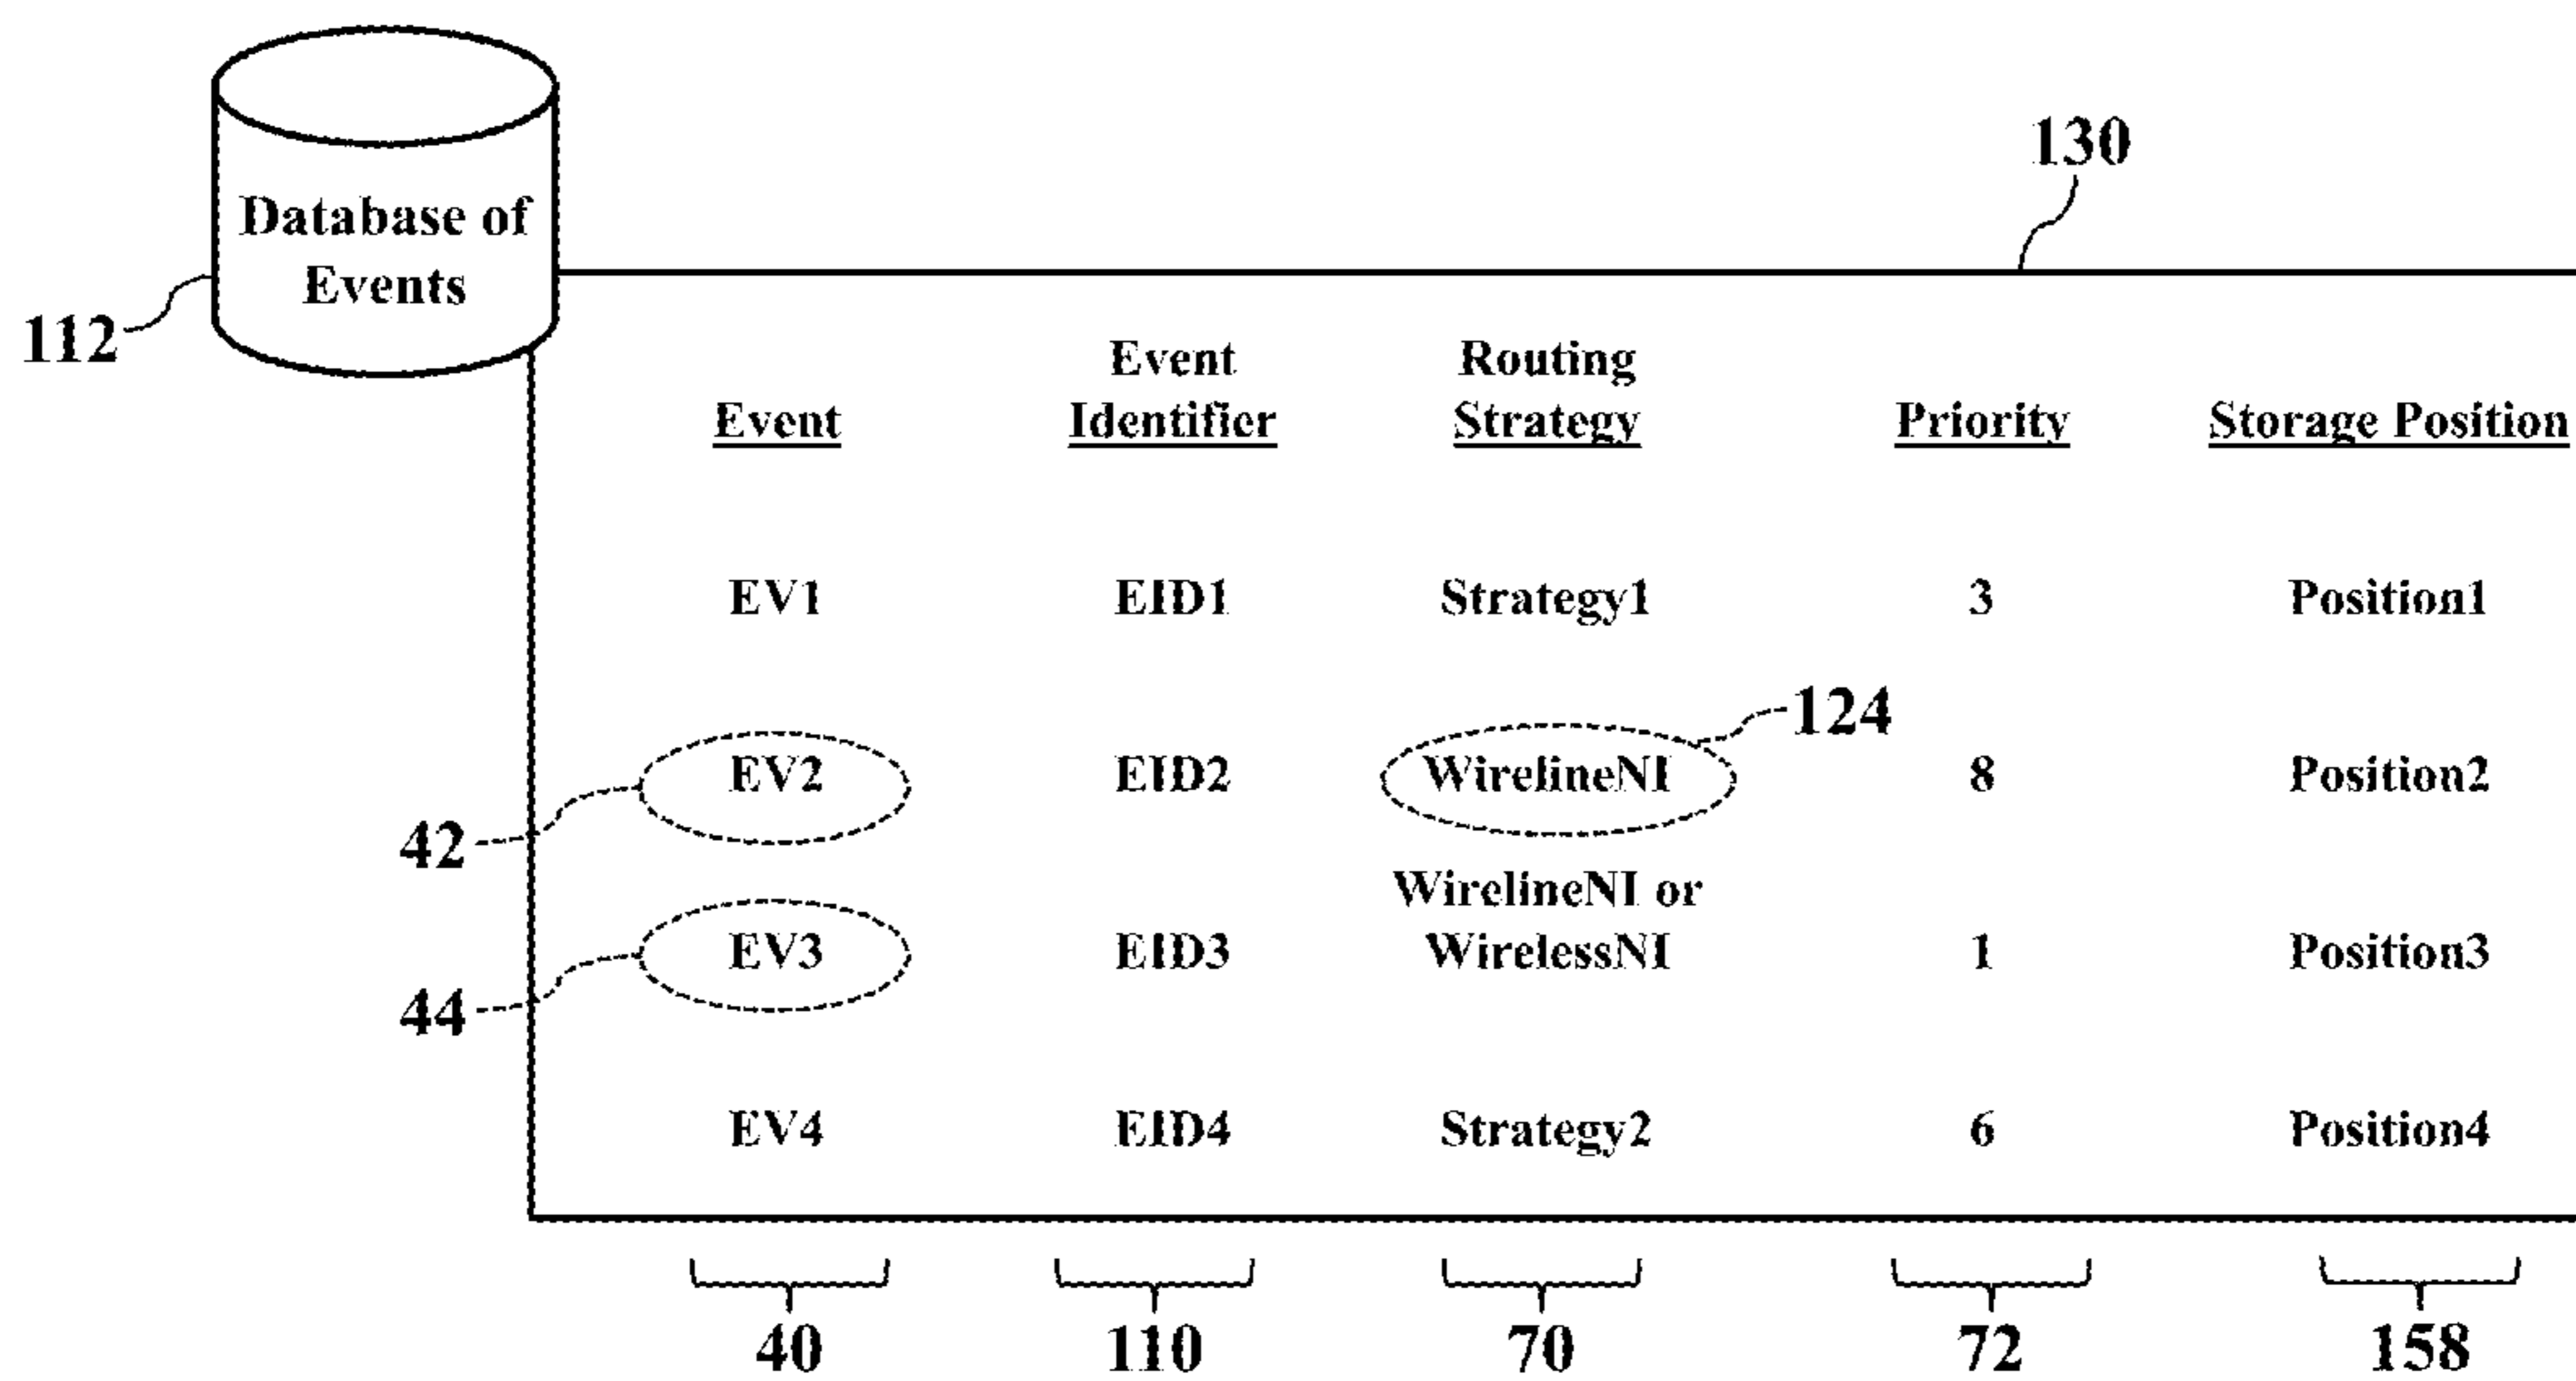 130
Database of
Events
112
Event Routing
Event Identifier Strategy Priority Storage Position
EV1 EID1 Strategy1 3 Position1
124
EV2 EID2 WirelineNI 8 Position2
42
WirelineNI or
EV3 EID3 WirelessNI 1 Position3
44
EV4 EID4 Strategy2 6 Position4
40 110 70 72 158